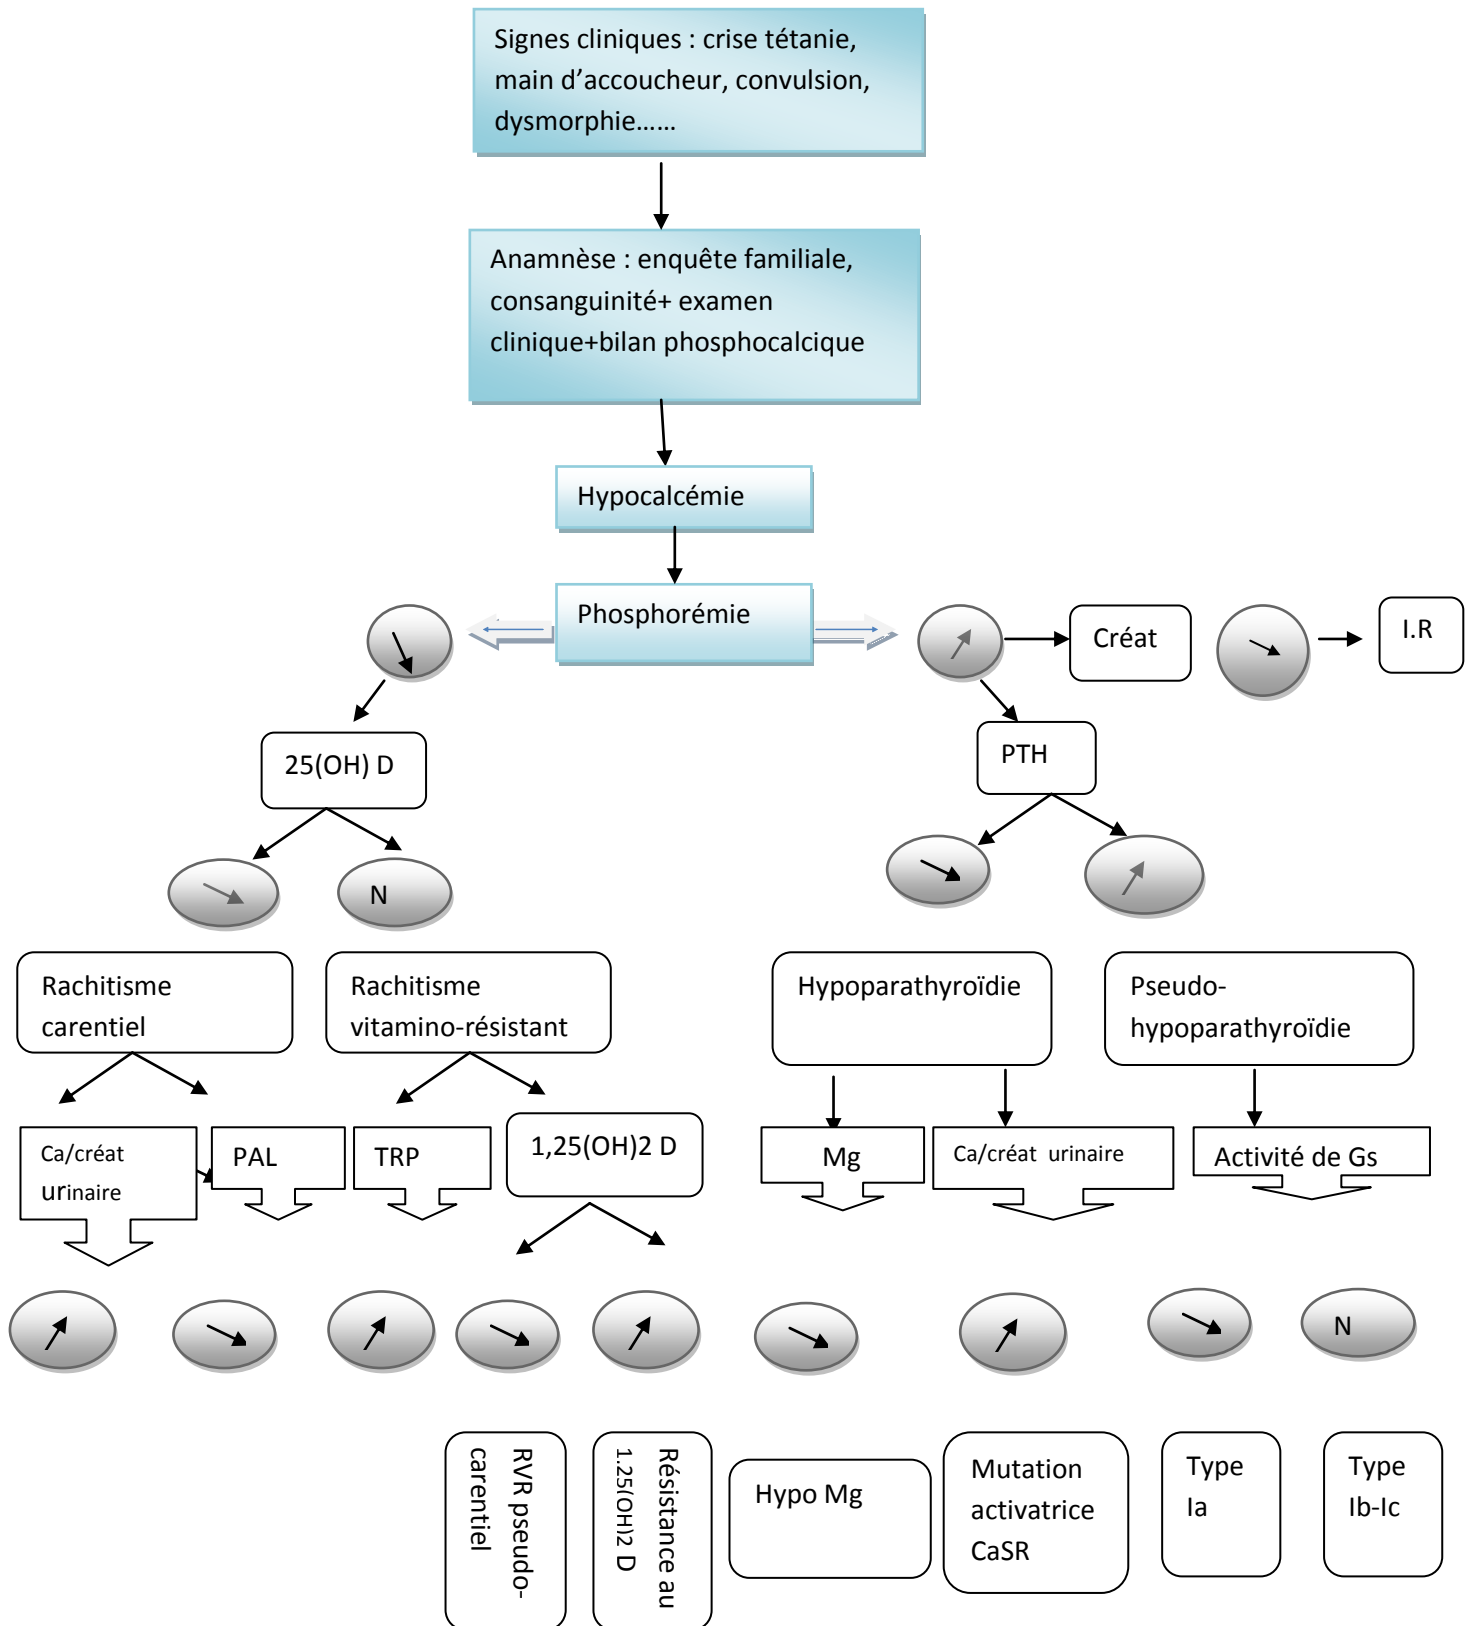 Signes cliniques : crise tétanie,
main d’accoucheur, convulsion,
dysmorphie……
Anamnèse : enquête familiale,
consanguinité+ examen
clinique+bilan phosphocalcique
Hypocalcémie
Phosphorémie
Créat
I.R
25(OH) D
PTH
N
Rachitisme
carentiel
Rachitisme
vitamino-résistant
Hypoparathyroïdie
Pseudo-
hypoparathyroïdie
Ca/créat
urinaire
PAL
TRP
1,25(OH)2 D
Mg
Ca/créat urinaire
Activité de Gs
N
RVR pseudo-
carentiel
Résistance au
1.25(OH)2 D
Hypo Mg
Mutation
activatrice
CaSR
Type
Ia
Type
Ib-Ic